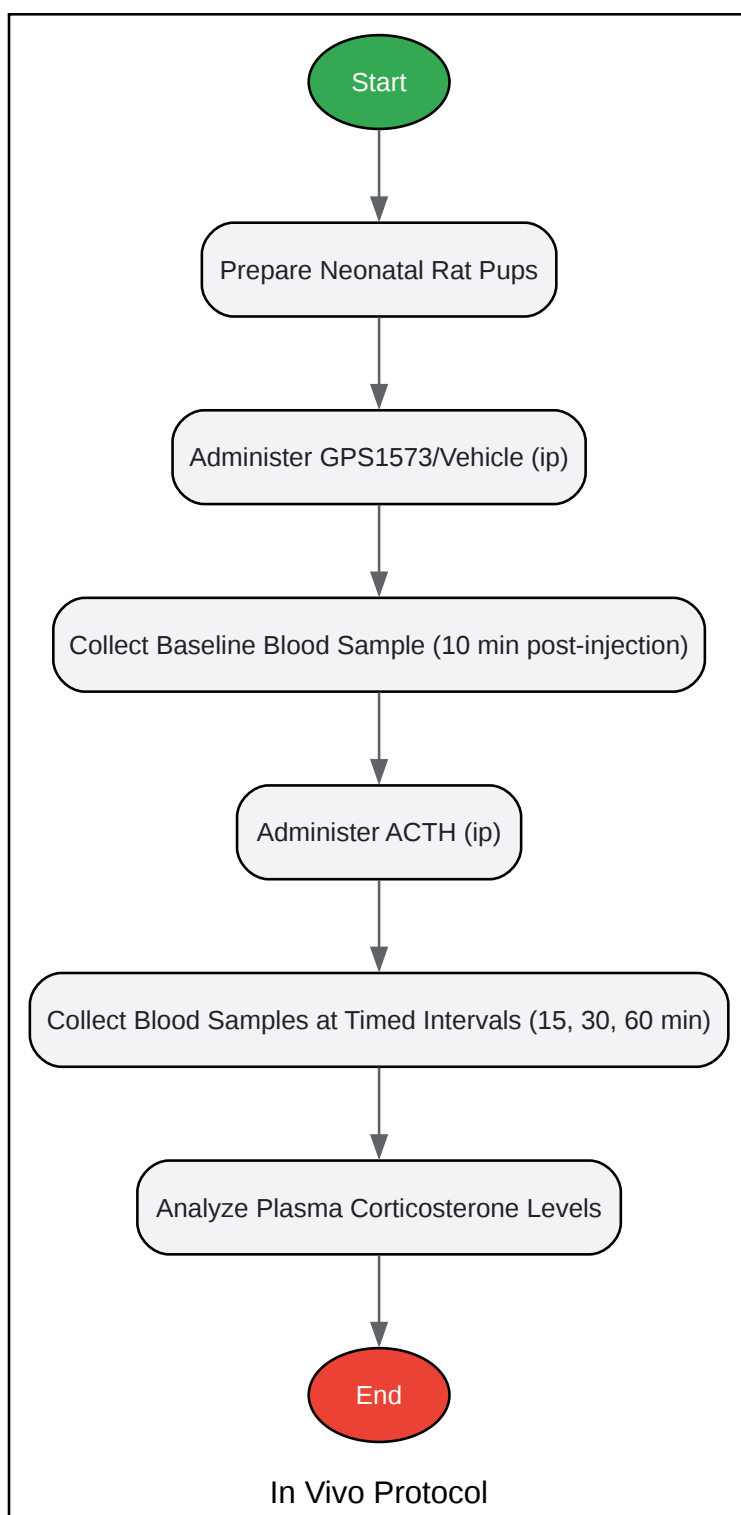 Start
Prepare Neonatal Rat Pups
Administer GPS1573/Vehicle (ip)
Collect Baseline Blood Sample (10 min post-injection)
Administer ACTH (ip)
Collect Blood Samples at Timed Intervals (15, 30, 60 min)
Analyze Plasma Corticosterone Levels
End
In Vivo Protocol